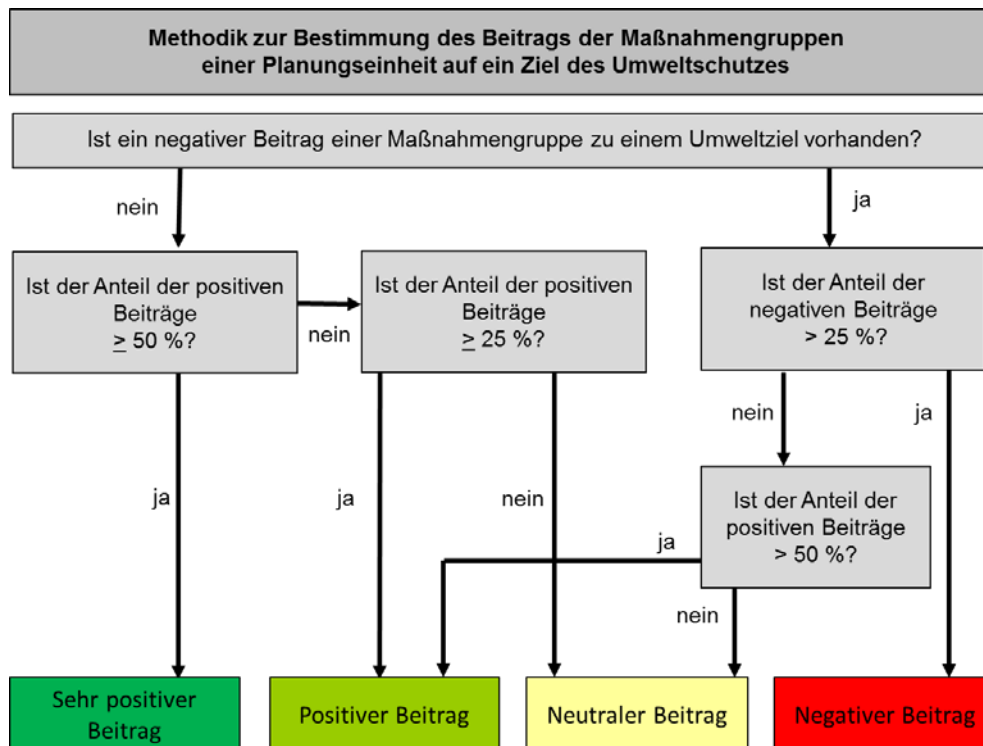 Methodik zur Bestimmung des Beitrags der Maßnahmengruppen
einer Planungseinheit auf ein Ziel des Umweltschutzes
Ist ein negativer Beitrag einer Maßnahmengruppe zu einem Umweltziel vorhanden?
nein
ja
Ist der Anteil der positiven
Beiträge
≥ 50 %?
nein
Ist der Anteil der positiven
Beiträge
≥ 25 %?
Ist der Anteil der
negativen Beiträge
> 25 %?
nein
ja
Ist der Anteil der
positiven Beiträge
> 50 %?
ja
ja
nein
ja
nein
Sehr positiver
Beitrag
Positiver Beitrag
Neutraler Beitrag
Negativer Beitrag